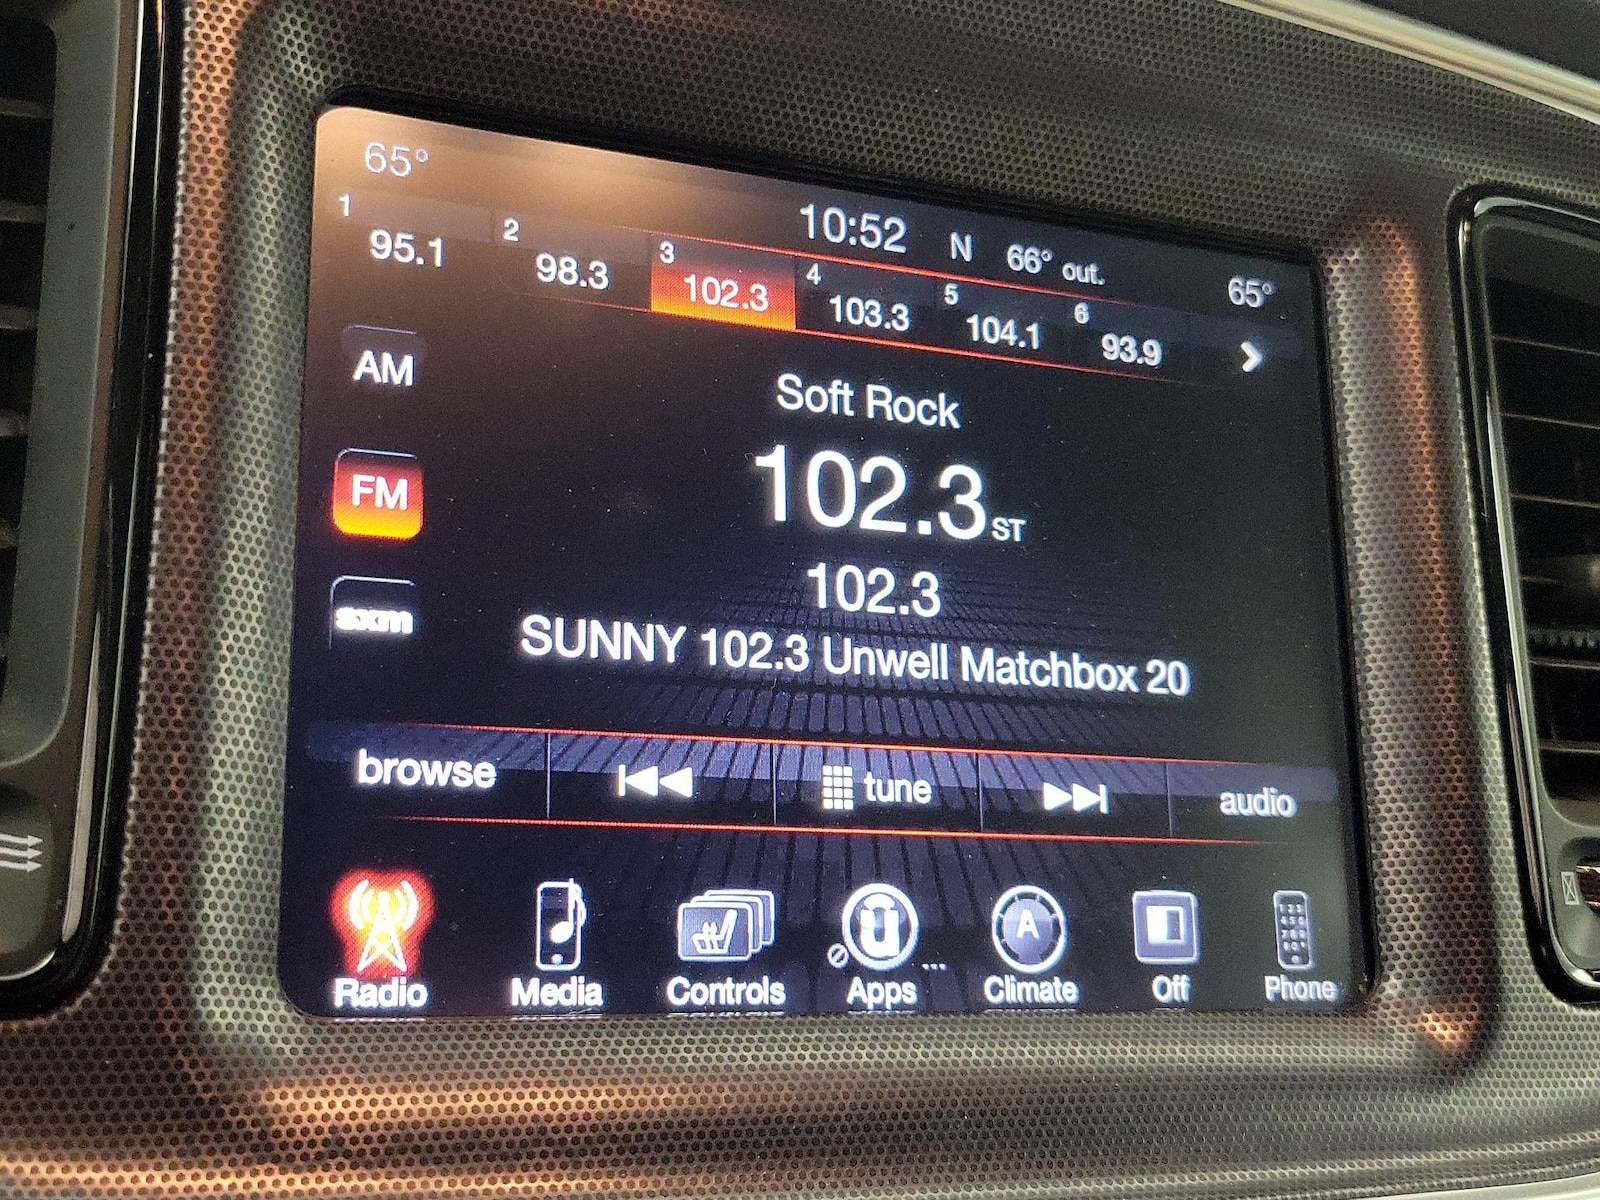 65°
10:52 N 66° out. 65°
1 2 3 4 5 6
95.1 98.3 102.3 103.3 104.1 93.9
AM
Soft Rock
FM
102.3 ST
102.3
sxm
SUNNY 102.3 Unwell Matchbox 20
browse tune audio
A
Radio Media Controls Apps ... Climate Off Phone